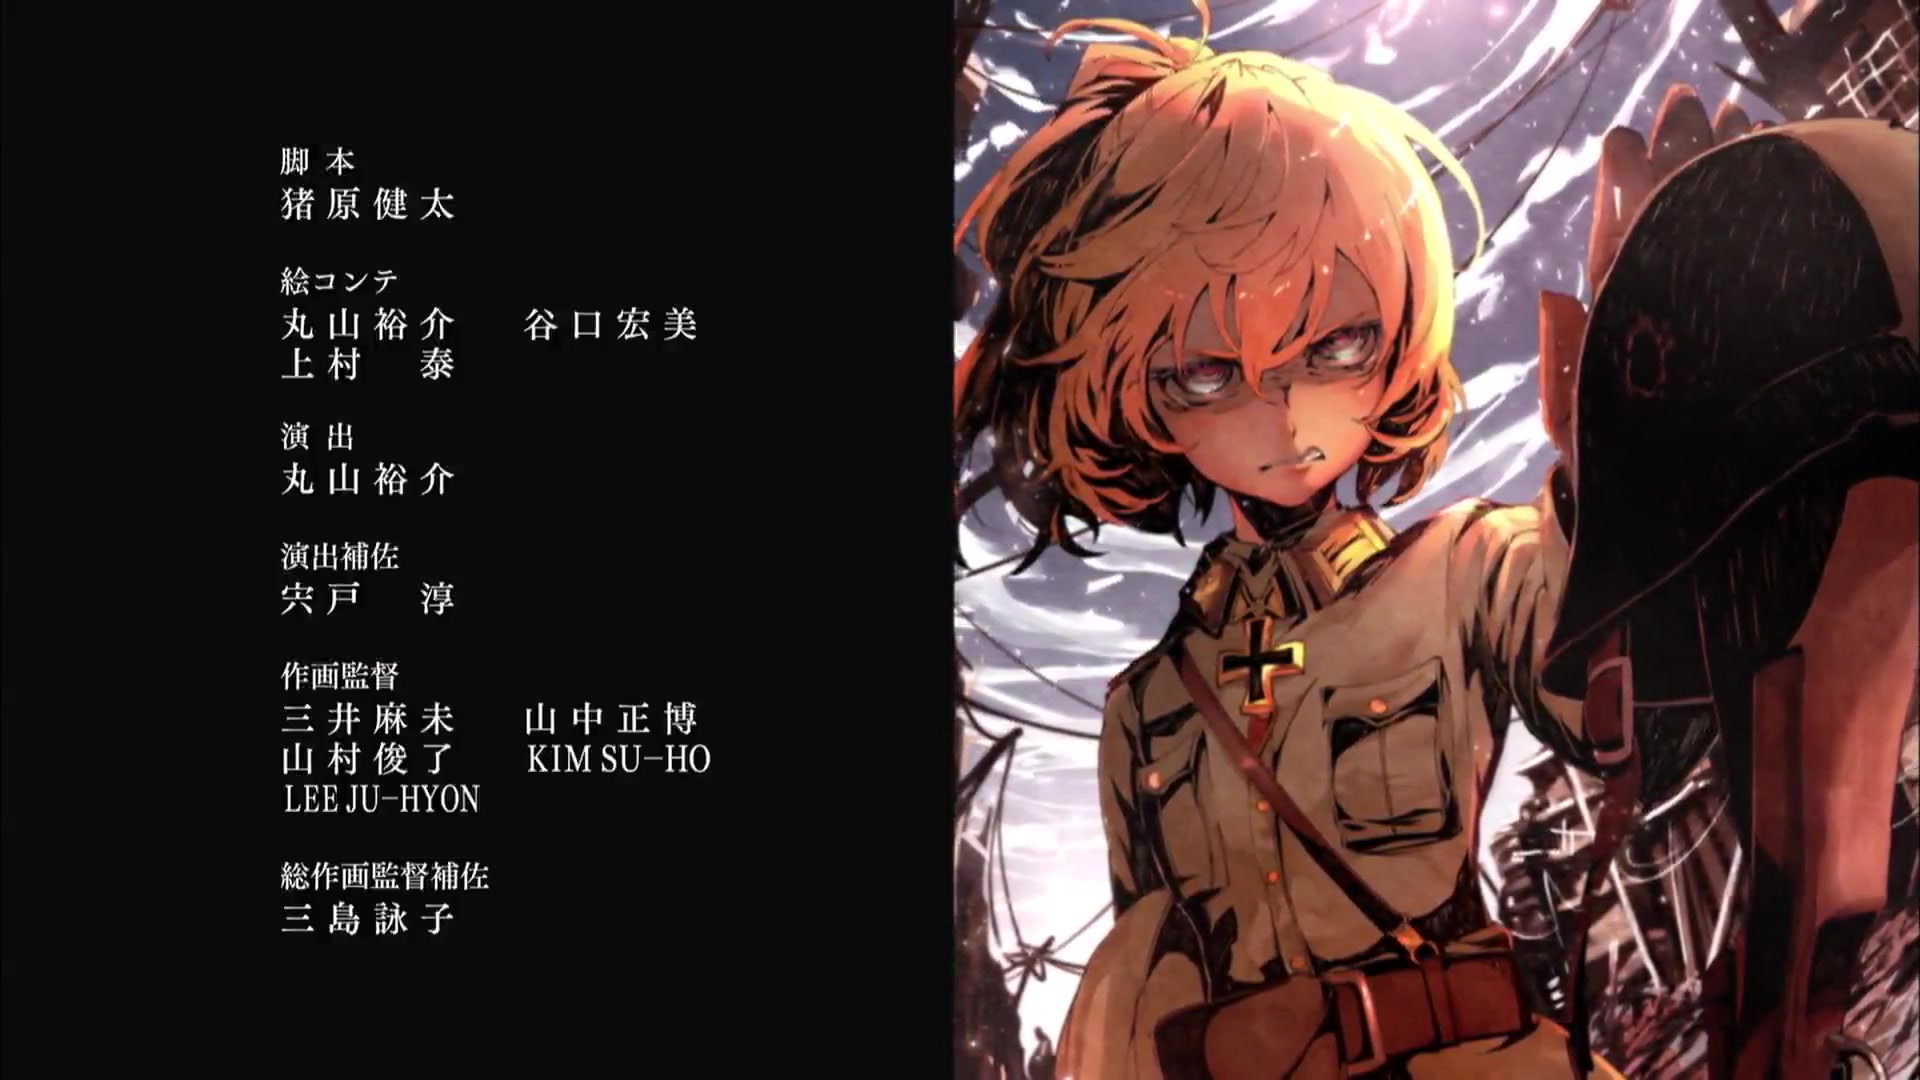 脚本
猪原健太
絵コンテ
丸山裕介 谷口宏美
上村 泰
演出
丸山裕介
演出補佐
宍戸 淳
作画監督
三井麻未 山中正博
山村俊了 KIM SU-HO
LEE JU-HYON
総作画監督補佐
三島詠子